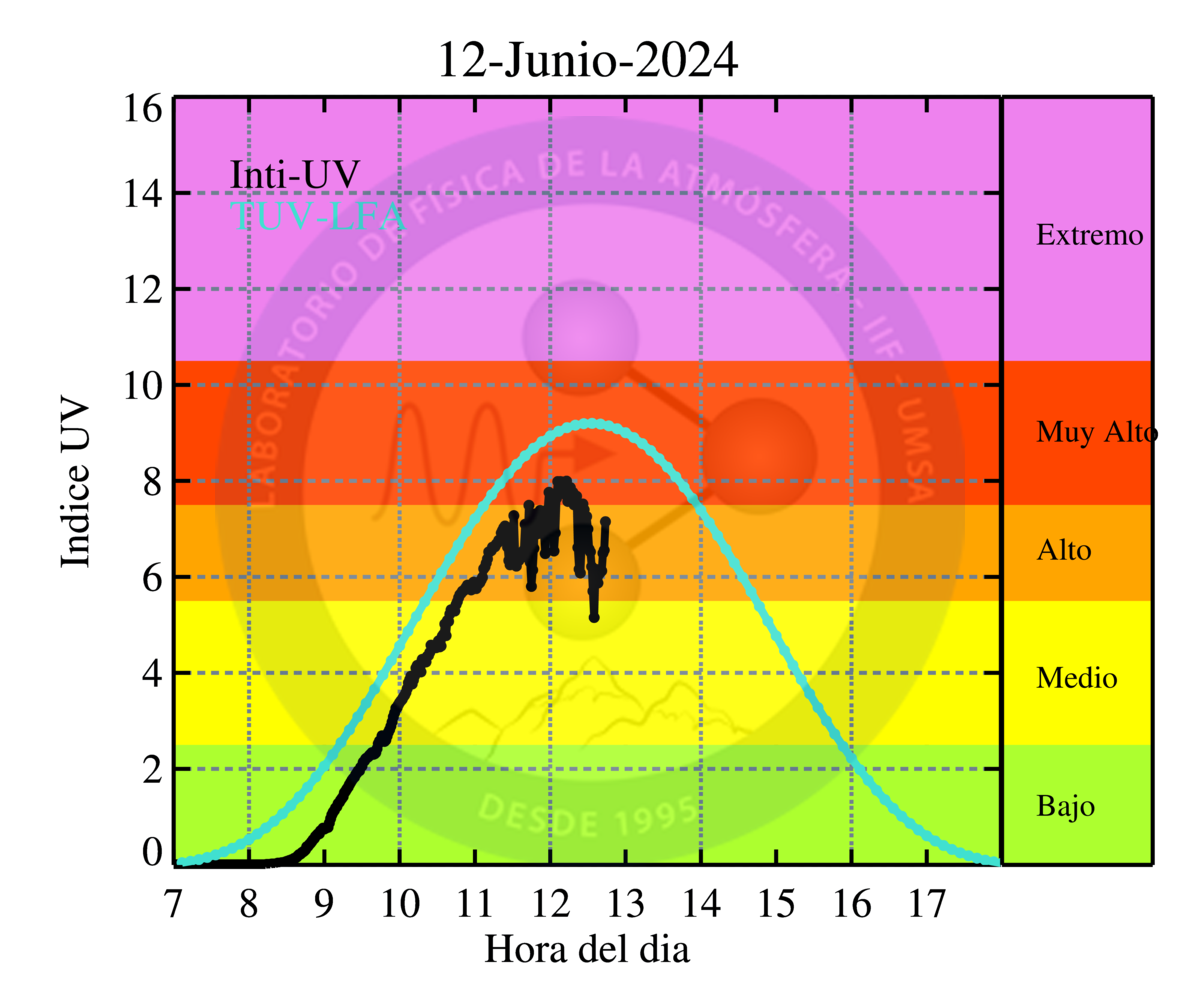 12-Junio-2024
Inti-UV
TUV-LFA
LABORATORIO DE FÍSICA DE LA ATMÓSFERA - IIF - UMSA
DESDE 1995
Indice UV
16
14
12
10
8
6
4
2
0
Extremo
Muy Alto
Alto
Medio
Bajo
7 8 9 10 11 12 13 14 15 16 17
Hora del dia